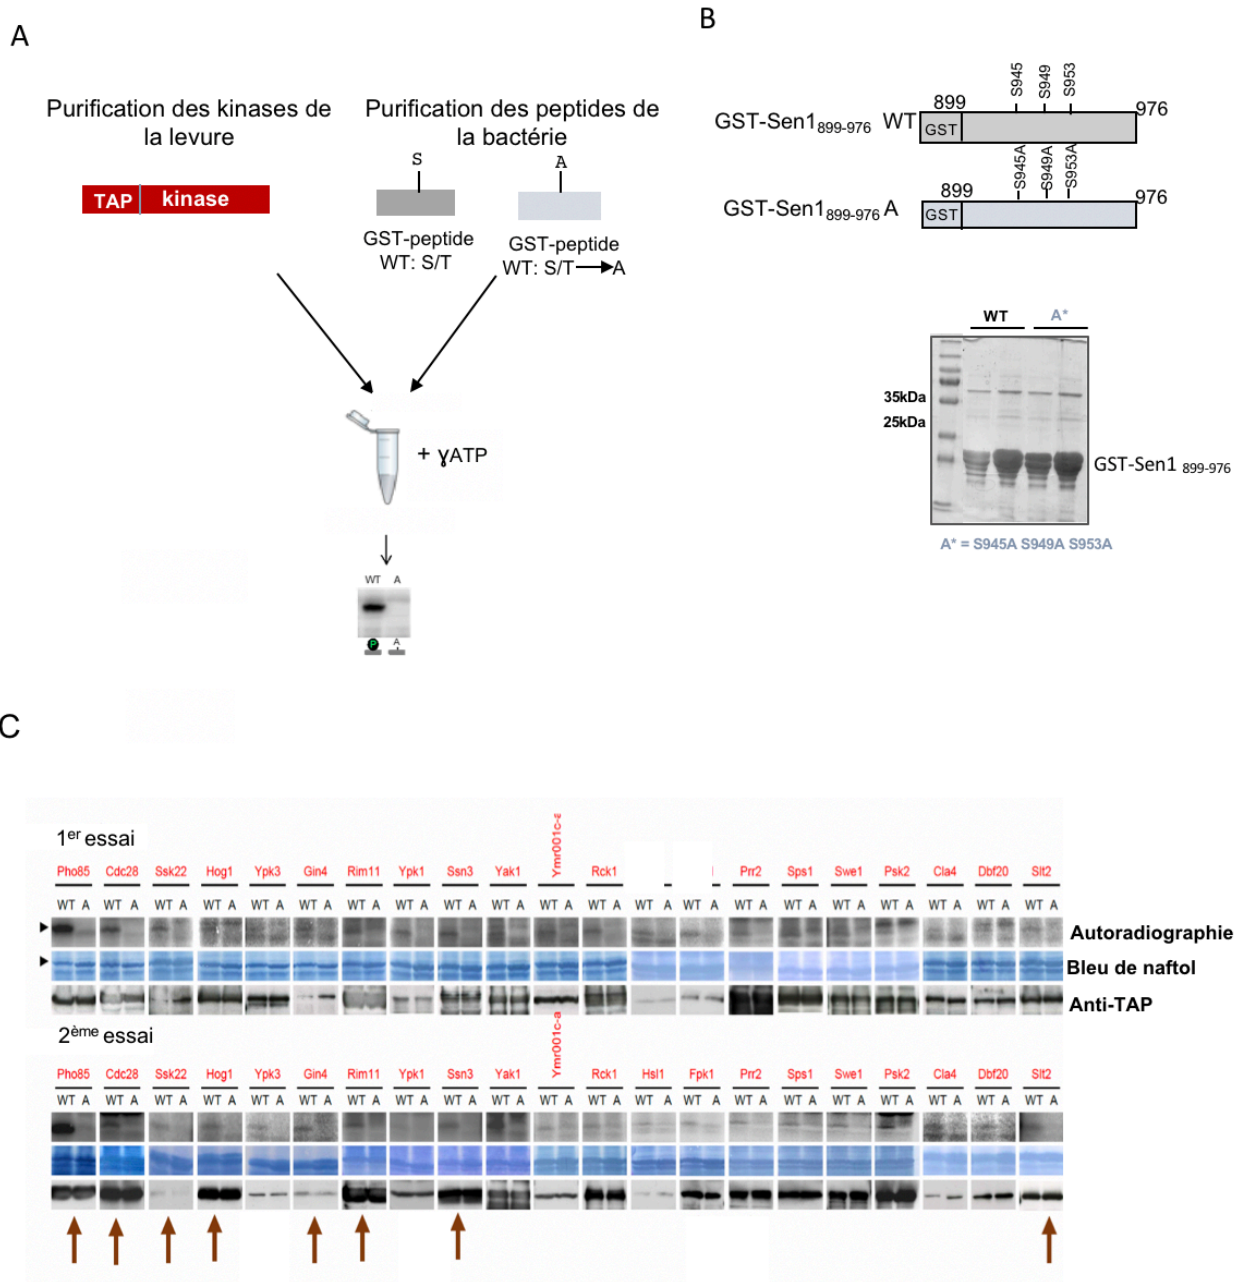 A
Purification des kinases de
la levure
Purification des peptides de
la bactérie
TAP kinase
S
A
GST-peptide
WT: S/T
GST-peptide
WT: S/T A
+ ɣATP
WT A
P
A
B
S945 S949 S953
899 976
GST-Sen1 899-976 WT
GST
S945A S949A S953A
899 976
GST-Sen1 899-976 A
GST
WT A*
35kDa
25kDa
GST-Sen1 899-976
A* = S945A S949A S953A
C
1er essai
Pho85 Cdc28 Ssk22 Hog1 Ypk3 Gin4 Rim11 Ypk1 Ssn3 Yak1 Ymr001c-a Rck1 Prr2 Sps1 Swe1 Psk2 Cla4 Dbf20 Slt2
WT A WT A WT A WT A WT A WT A WT A WT A WT A WT A WT A WT A WT A WT A WT A WT A WT A WT A WT A WT A WT A
Autoradiographie
Bleu de naftol
Anti-TAP
2ème essai
Pho85 Cdc28 Ssk22 Hog1 Ypk3 Gin4 Rim11 Ypk1 Ssn3 Yak1 Ymr001c-a Rck1 Hsl1 Fpk1 Prr2 Sps1 Swe1 Psk2 Cla4 Dbf20 Slt2
WT A WT A WT A WT A WT A WT A WT A WT A WT A WT A WT A WT A WT A WT A WT A WT A WT A WT A WT A WT A WT A